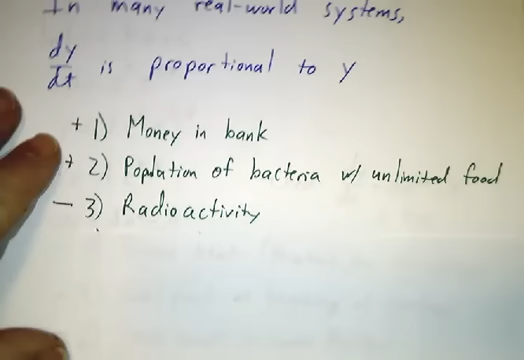 In many real-world systems,
dy/dt is proportional to y
+ 1) Money in bank
+ 2) Popdation of bacteria w/ unlimited food
- 3) Radioactivity